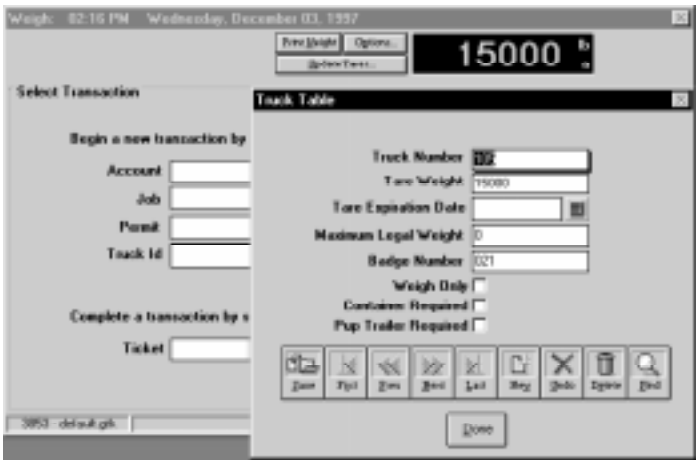 Weigh: 02:16 PM Wednesday, December 03, 1997
Print Weight Options...
Update Tares...
15000 lb
Select Transaction
Truck Table
Begin a new transaction by
Account
Job
Permit
Truck Id
Truck Number
Tare Weight 15000
Tare Expiration Date
Maximum Legal Weight 0
Badge Number 021
Weigh Only
Container Required
Pup Trailer Required
Complete a transaction by s
Ticket
Save First Prev Next Last New Undo Delete Find
Done
3053 - default.gtk